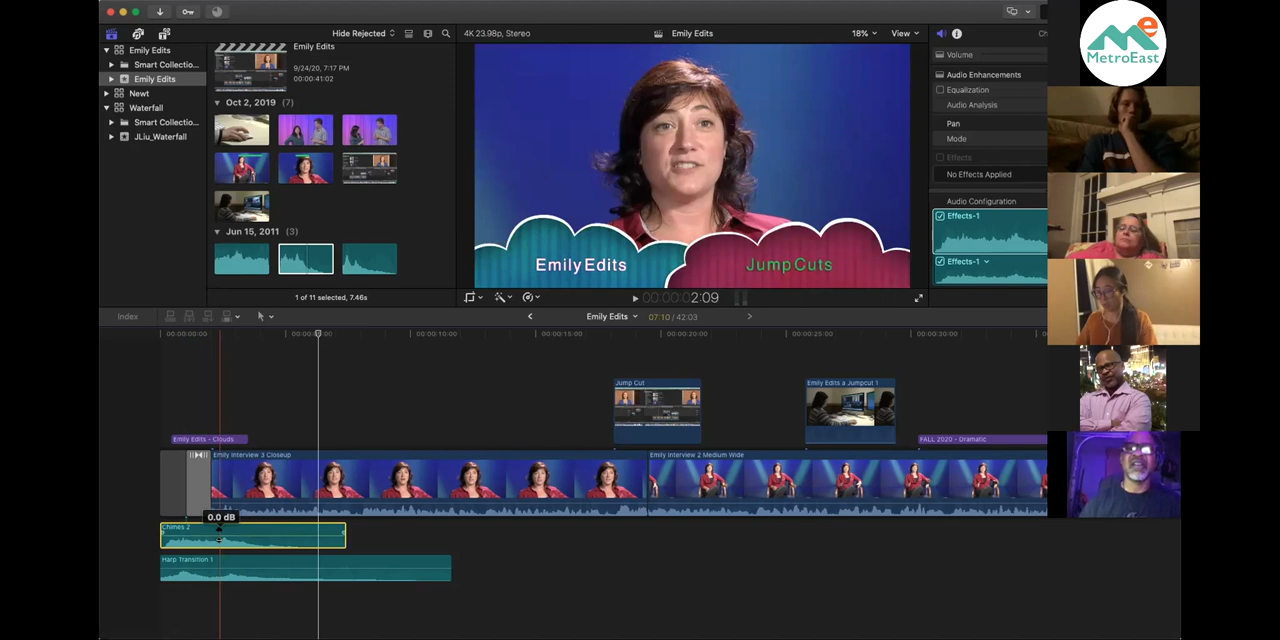 Hide Rejected
4K 23.98p, Stereo
Emily Edits
18%
View
MetroEast
Emily Edits
Smart Collectio...
Emily Edits
Newt
Waterfall
Smart Collectio...
JLiu_Waterfall
Emily Edits
9/24/20, 7:17 PM
00:00:41:02
Oct 2, 2019 (7)
Jun 15, 2011 (3)
1 of 11 selected, 7.46s
Emily Edits
Jump Cuts
00:00:00:02:09
Volume
Audio Enhancements
Equalization
Audio Analysis
Pan
Mode
Effects
No Effects Applied
Audio Configuration
Effects-1
Effects-1
Index
Emily Edits
07:10 / 42:03
00:00:00:00
00:00:10:00
00:00:15:00
00:00:20:00
00:00:25:00
00:00:30:00
Jump Cut
Emily Edits a Jumpcut 1
Emily Edits - Clouds
FALL 2020 - Dramatic
Emily Interview 3 Closeup
Emily Interview 2 Medium Wide
0.0 dB
Chimes 2
Harp Transition 1